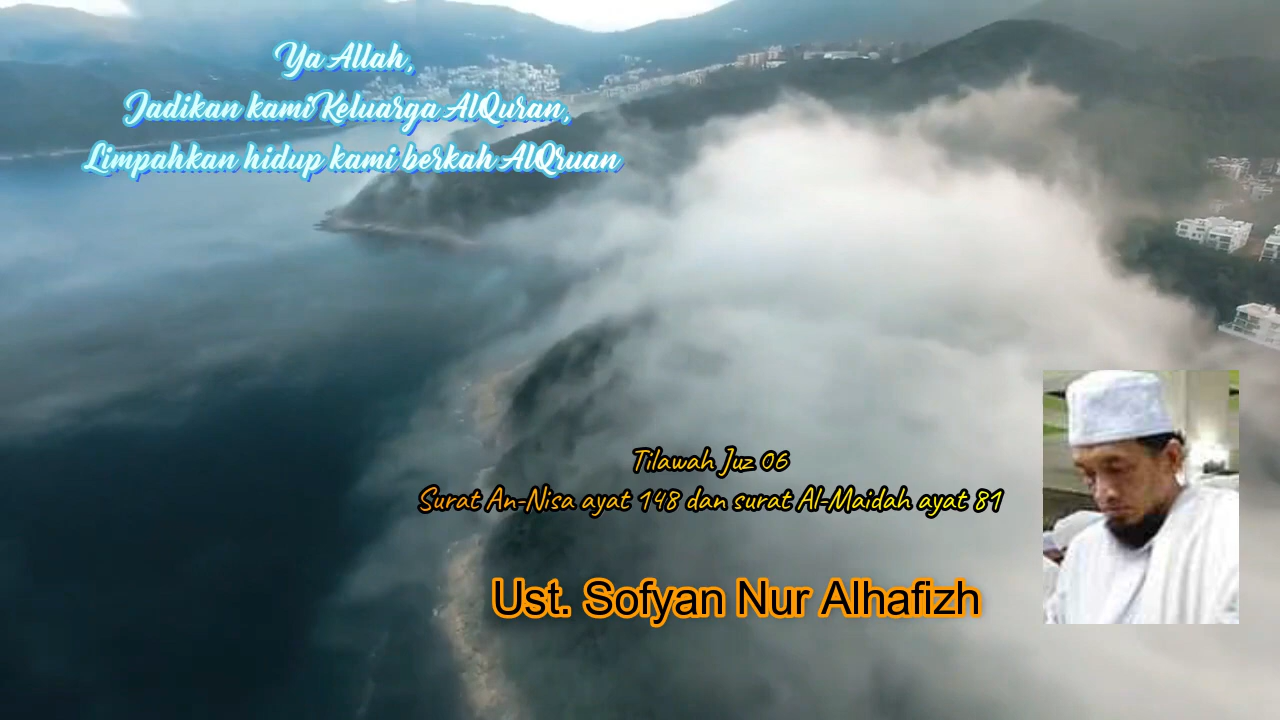 Ya Allah,
Jadikan kami Keluarga AlQuran,
Limpahkan hidup kami berkah AlQruan
Tilawah Juz 06
Surat An-Nisa ayat 148 dan surat Al-Maidah ayat 81
Ust. Sofyan Nur Alhafizh